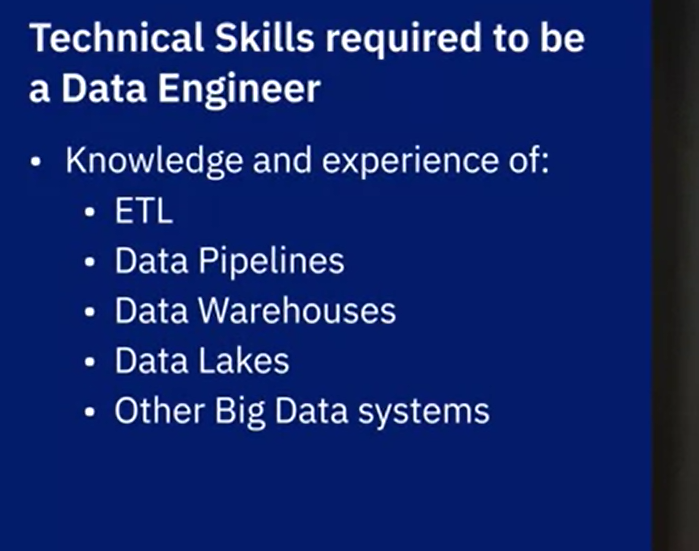 Technical Skills required to be
a Data Engineer
• Knowledge and experience of:
• ETL
• Data Pipelines
• Data Warehouses
• Data Lakes
• Other Big Data systems